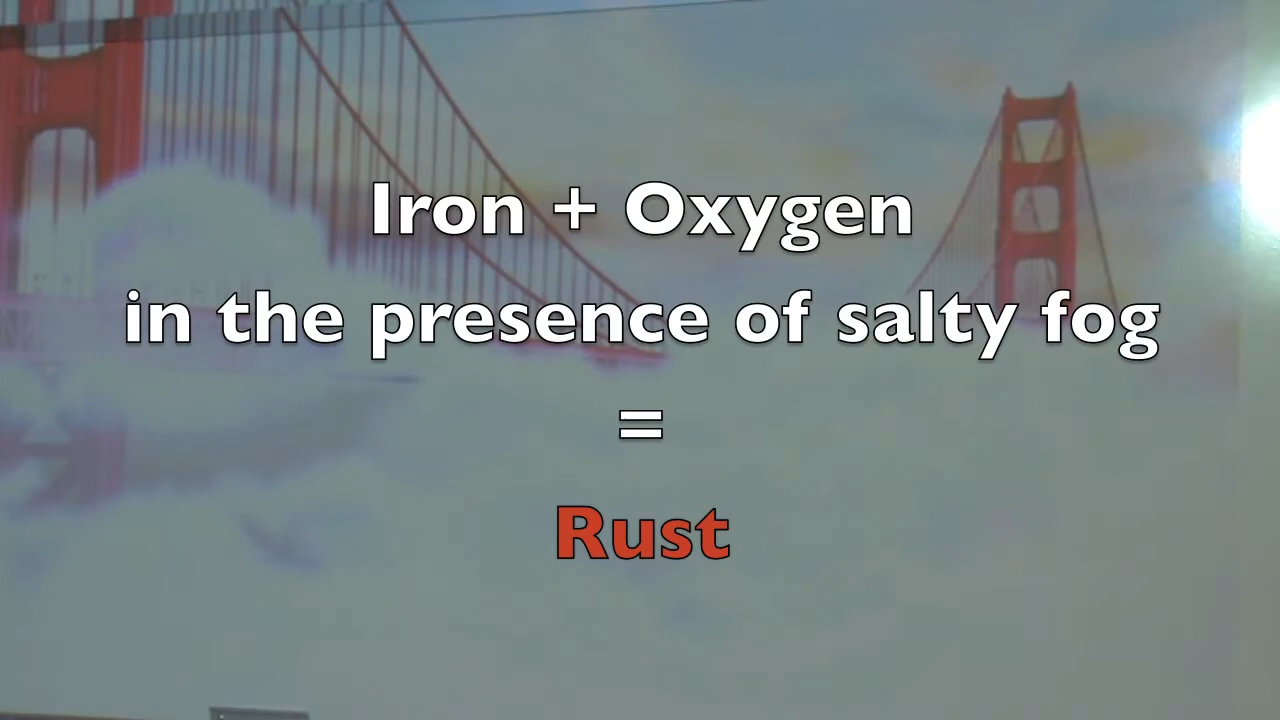 Iron + Oxygen
in the presence of salty fog
=
Rust